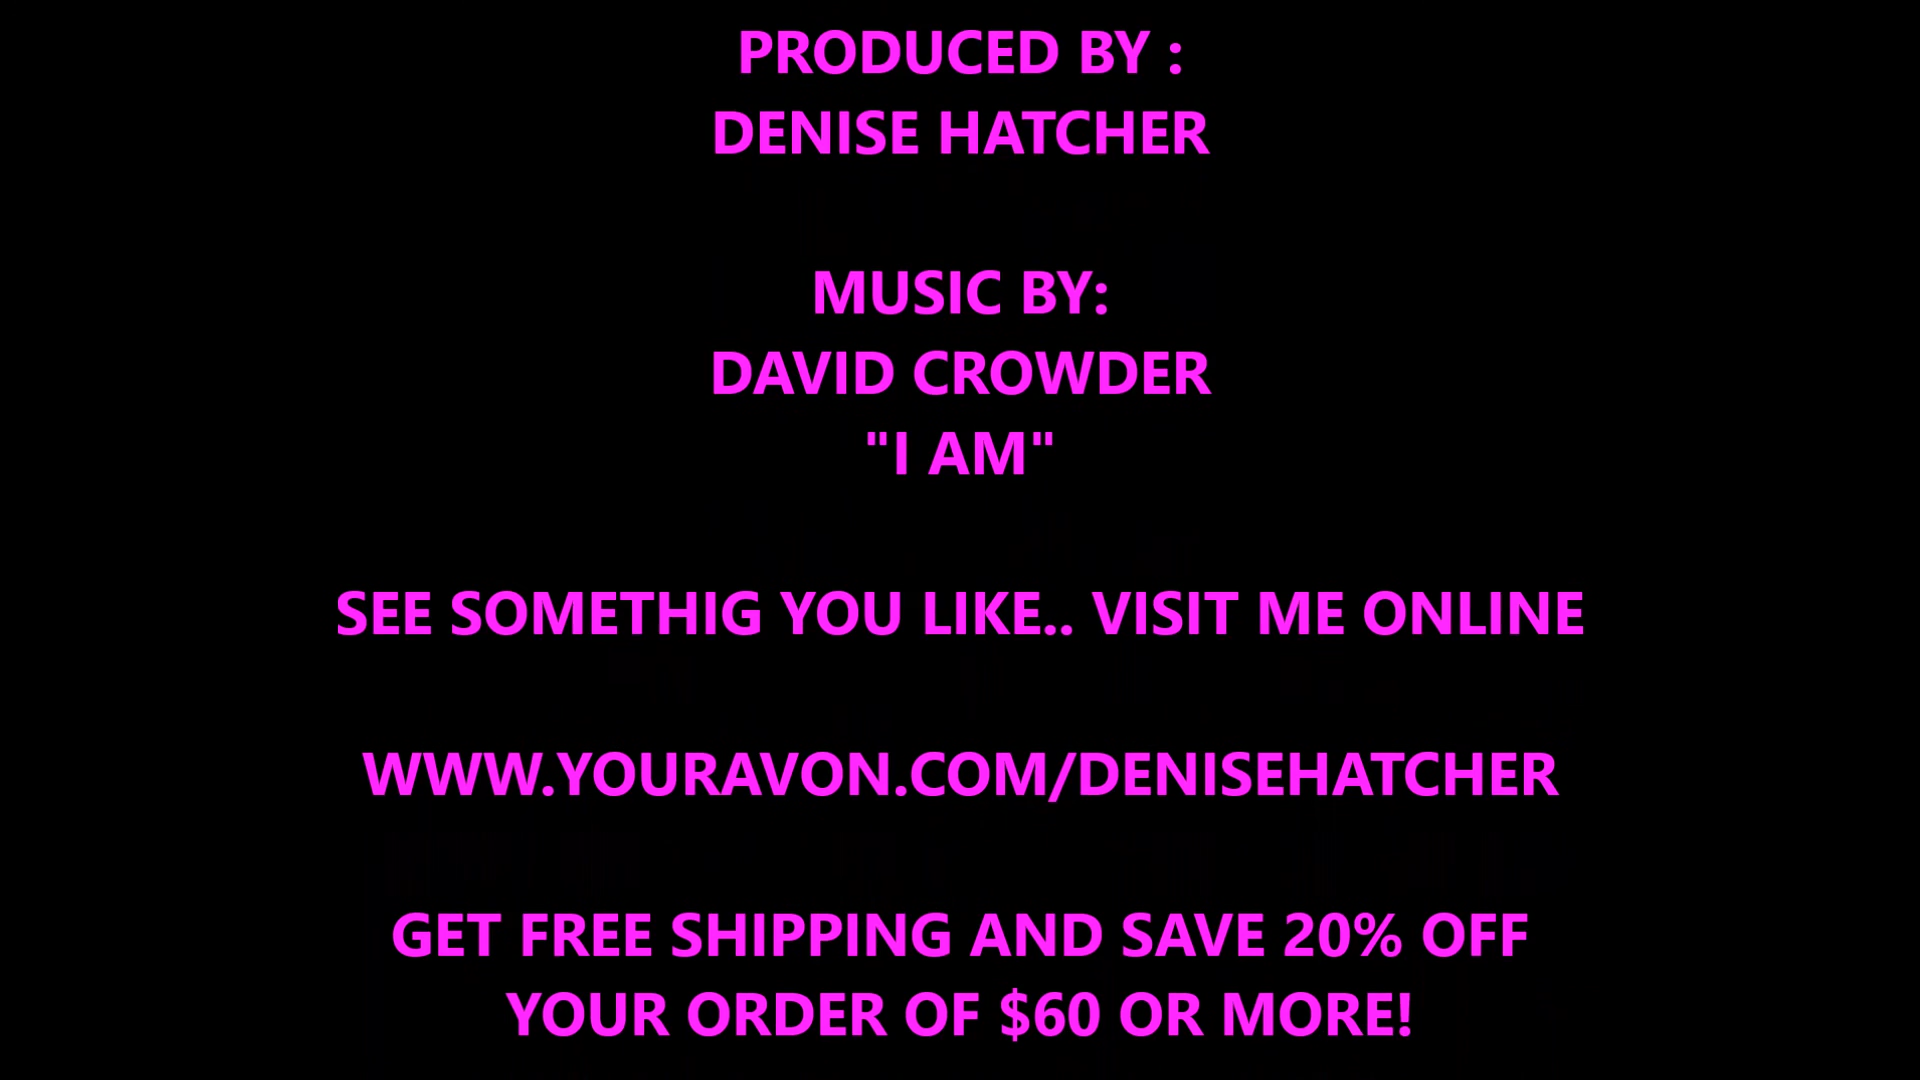 PRODUCED BY :
DENISE HATCHER
MUSIC BY:
DAVID CROWDER
"I AM"
SEE SOMETHIG YOU LIKE.. VISIT ME ONLINE
WWW.YOURAVON.COM/DENISEHATCHER
GET FREE SHIPPING AND SAVE 20% OFF
YOUR ORDER OF $60 OR MORE!